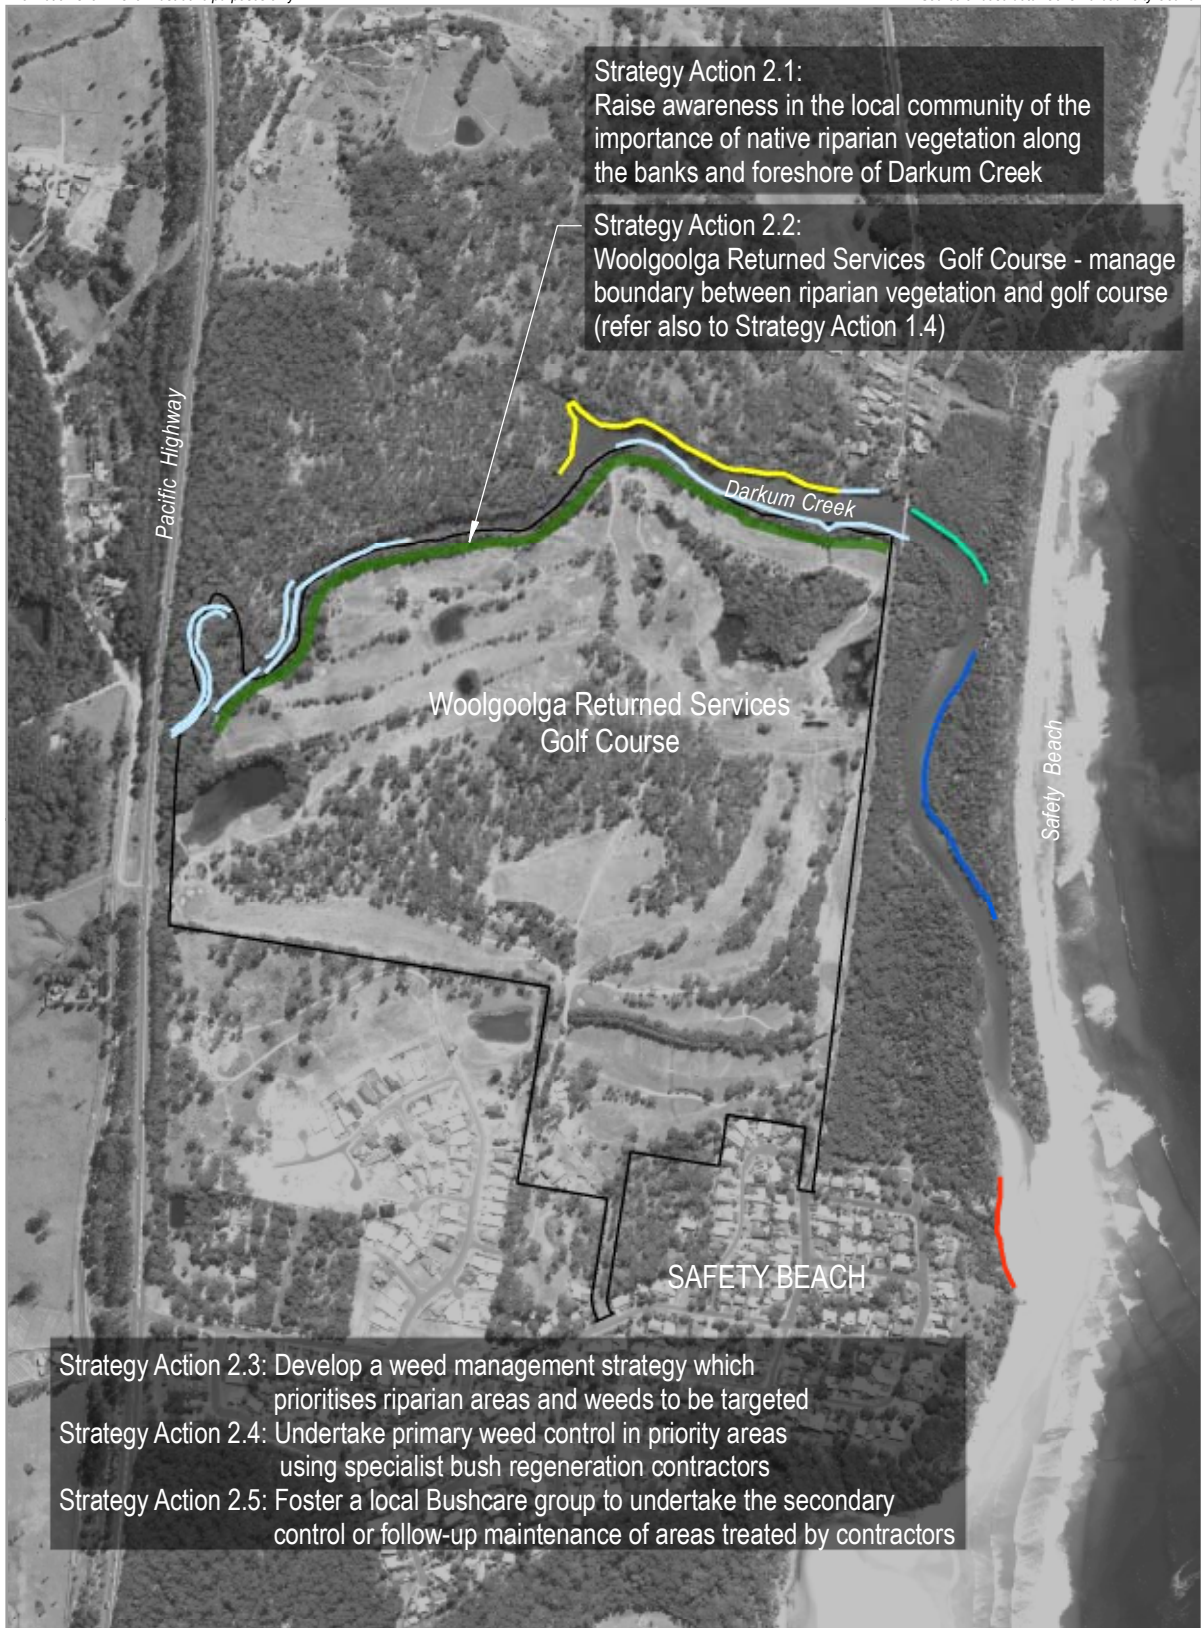 Strategy Action 2.1:
Raise awareness in the local community of the
importance of native riparian vegetation along
the banks and foreshore of Darkum Creek
Strategy Action 2.2:
Woolgoolga Returned Services Golf Course - manage
boundary between riparian vegetation and golf course
(refer also to Strategy Action 1.4)
Pacific Highway
Darkum Creek
Woolgoolga Returned Services
Golf Course
Safety Beach
SAFETY BEACH
Strategy Action 2.3: Develop a weed management strategy which
prioritises riparian areas and weeds to be targeted
Strategy Action 2.4: Undertake primary weed control in priority areas
using specialist bush regeneration contractors
Strategy Action 2.5: Foster a local Bushcare group to undertake the secondary
control or follow-up maintenance of areas treated by contractors